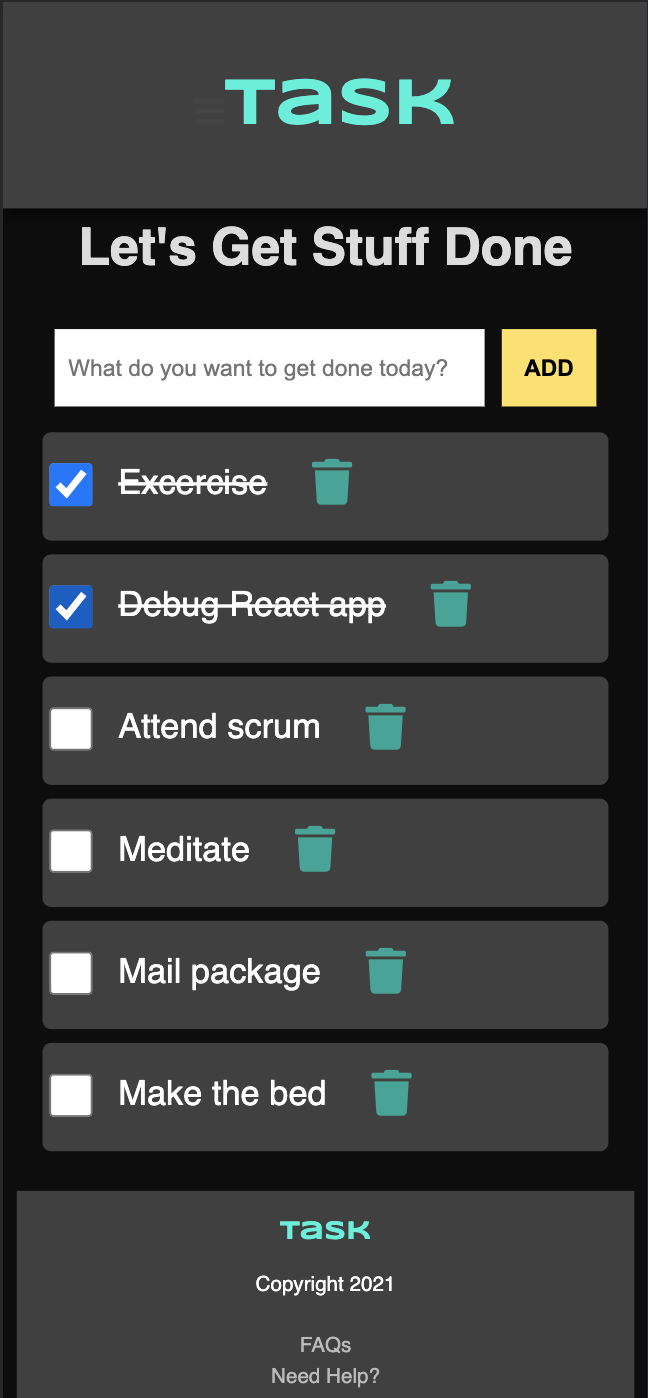 Task
Let's Get Stuff Done
What do you want to get done today?
ADD
Excercise
Debug React app
Attend scrum
Meditate
Mail package
Make the bed
Task
Copyright 2021
FAQs
Need Help?